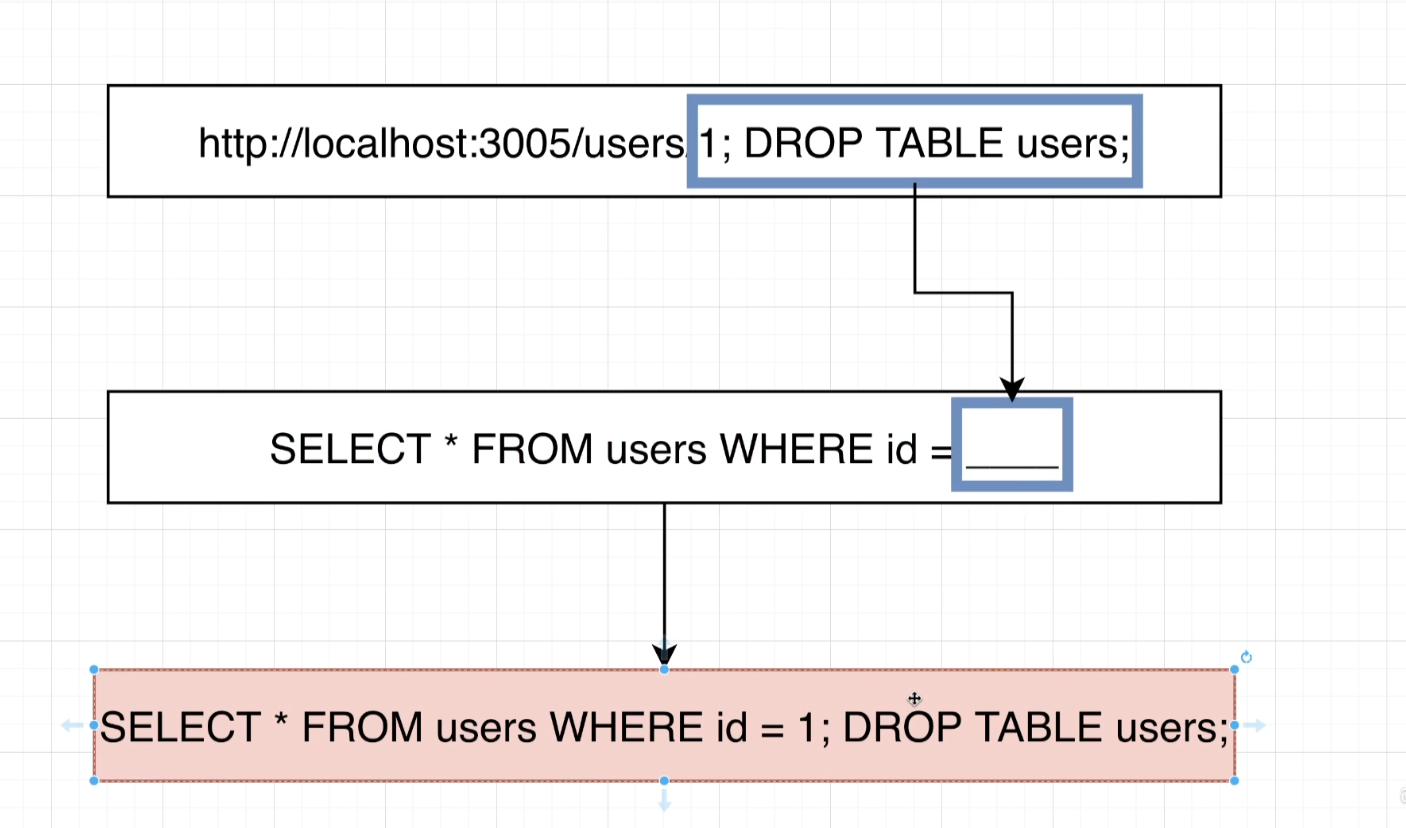 http://localhost:3005/users/1; DROP TABLE users;
SELECT * FROM users WHERE id = _____
SELECT * FROM users WHERE id = 1; DROP TABLE users;